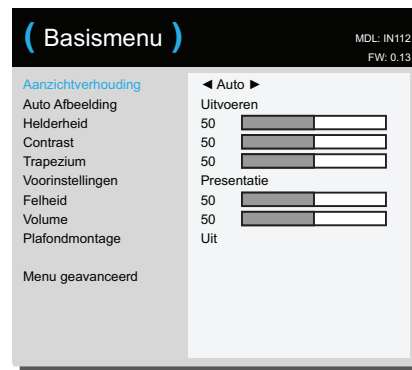 ( Basismenu )
MDL: IN112
FW: 0.13
Aanzichtverhouding ◄ Auto ►
Auto Afbeelding Uitvoeren
Helderheid 50
Contrast 50
Trapezium 50
Voorinstellingen Presentatie
Felheid 50
Volume 50
Plafondmontage Uit
Menu geavanceerd